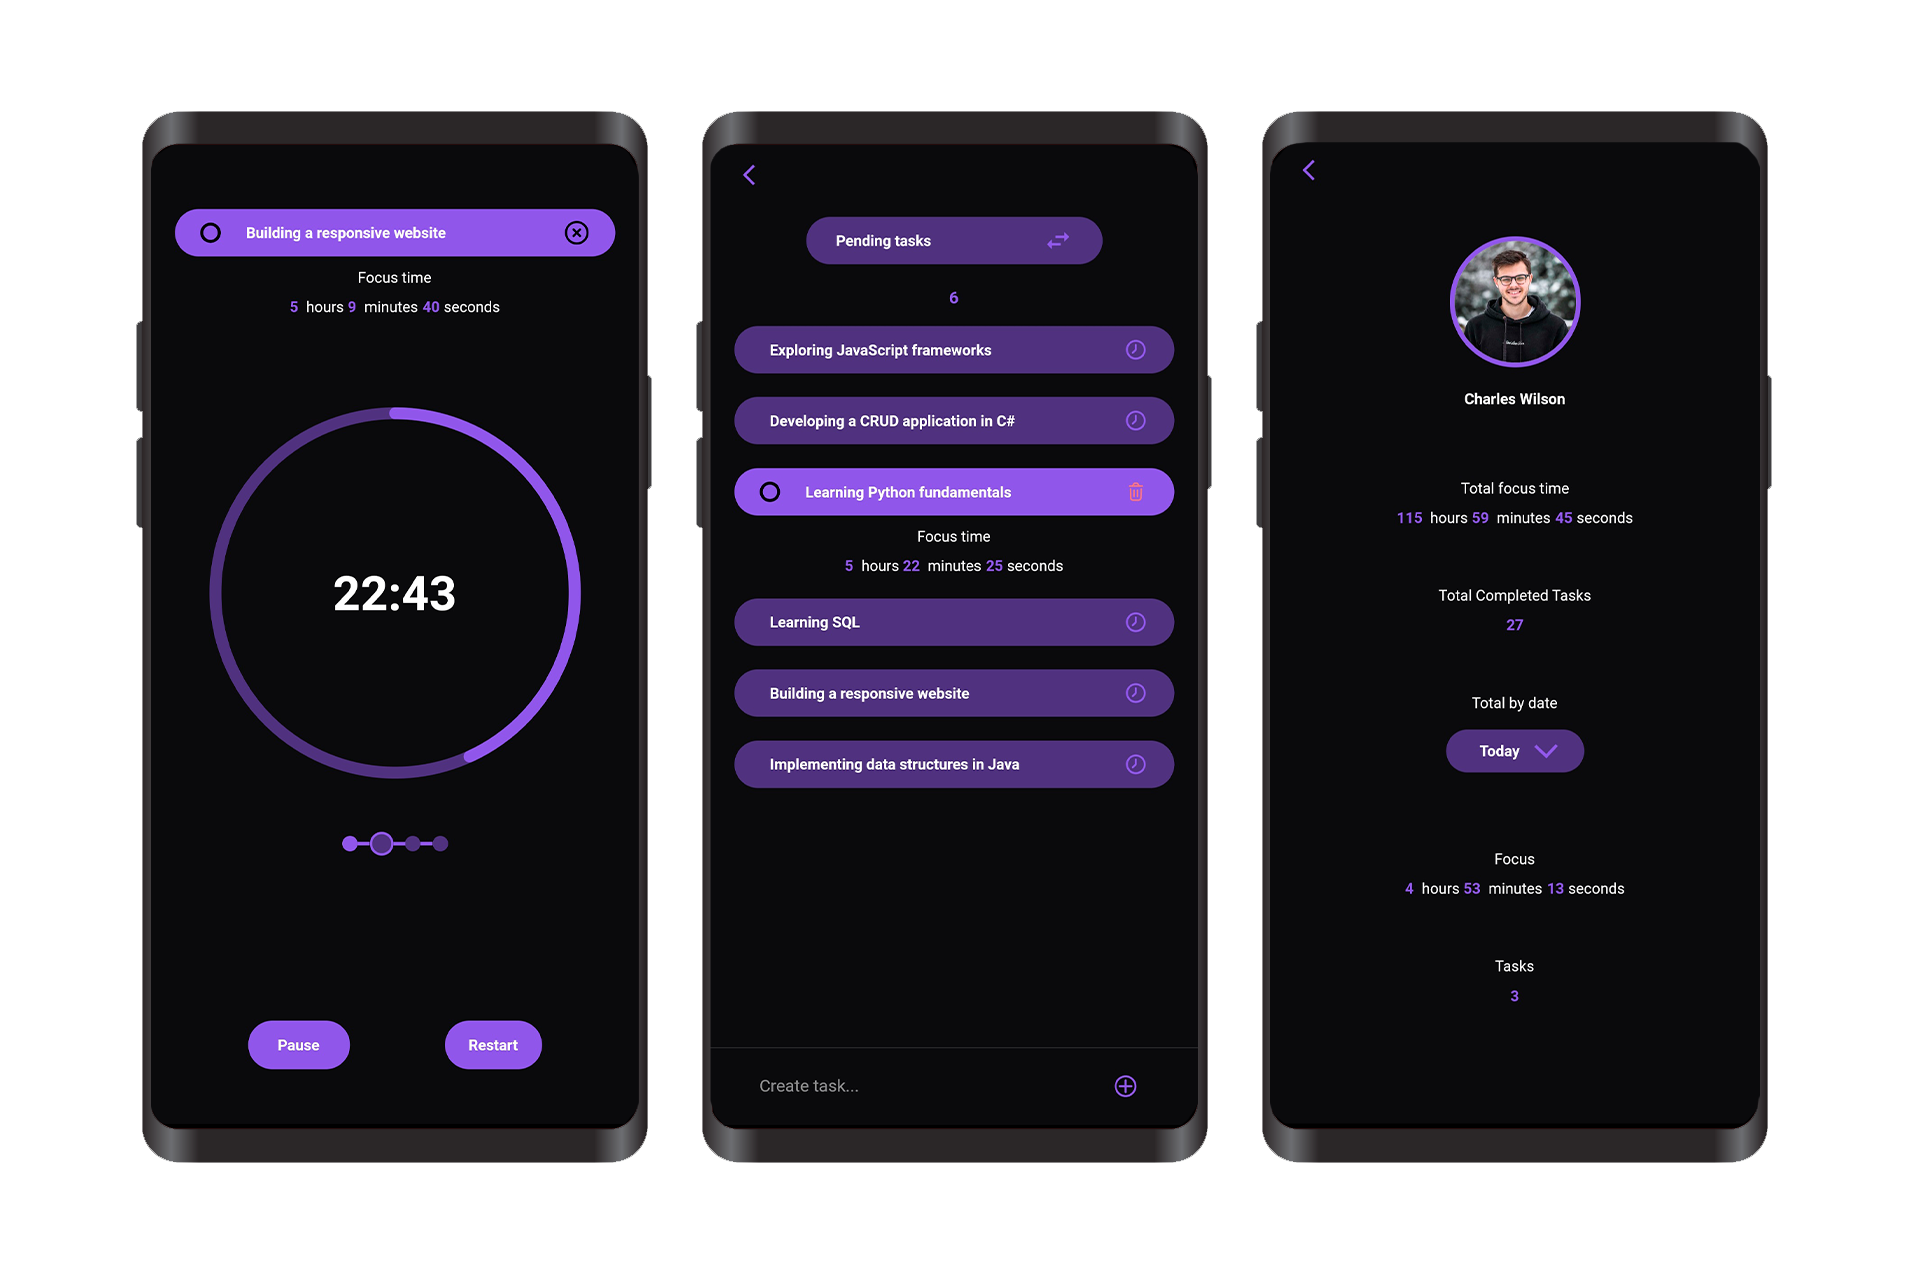 Building a responsive website
Focus time
5 hours 9 minutes 40 seconds
22:43
Pause
Restart
Pending tasks
6
Exploring JavaScript frameworks
Developing a CRUD application in C#
Learning Python fundamentals
Focus time
5 hours 22 minutes 25 seconds
Learning SQL
Building a responsive website
Implementing data structures in Java
Create task...
Charles Wilson
Total focus time
115 hours 59 minutes 45 seconds
Total Completed Tasks
27
Total by date
Today
Focus
4 hours 53 minutes 13 seconds
Tasks
3